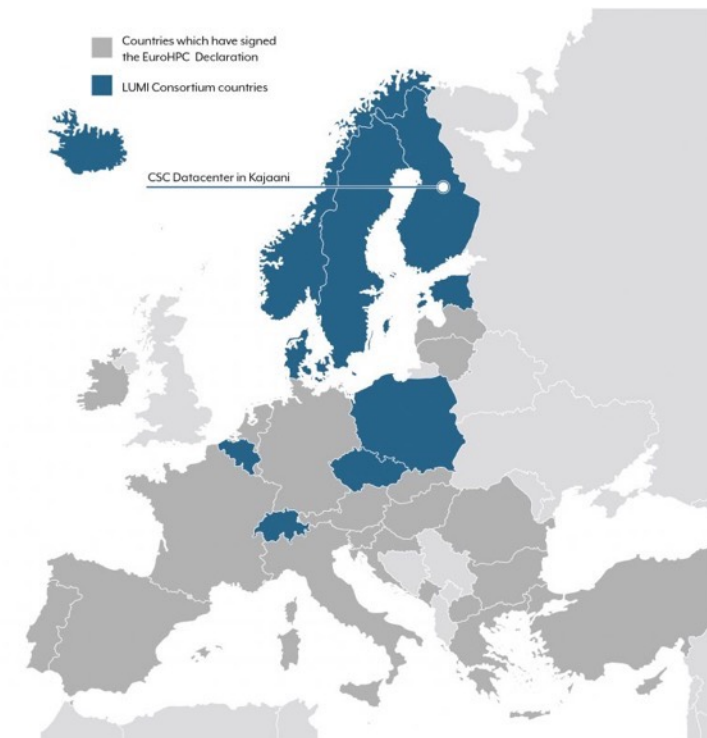 Countries which have signed
the EuroHPC Declaration
LUMI Consortium countries
CSC Datacenter in Kajaani